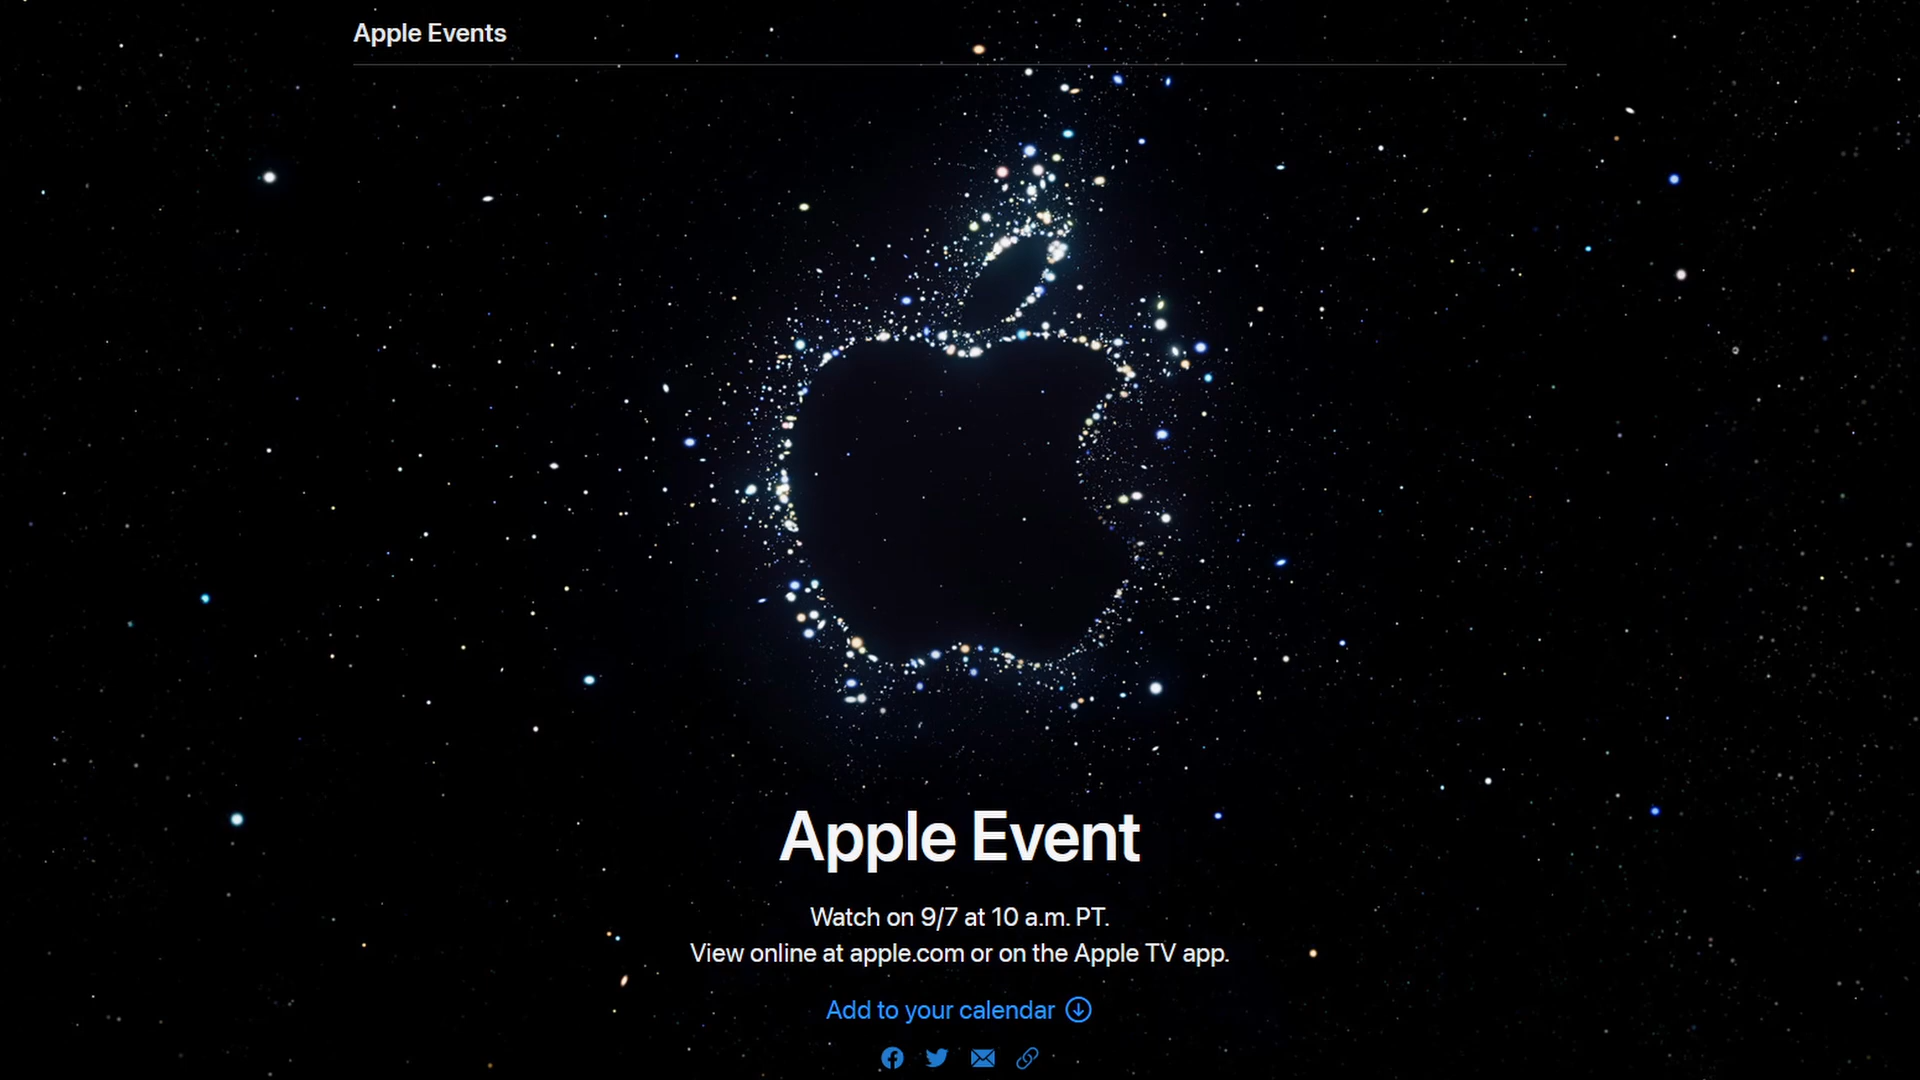 Apple Events
Apple Event
Watch on 9/7 at 10 a.m. PT.
View online at apple.com or on the Apple TV app.
Add to your calendar